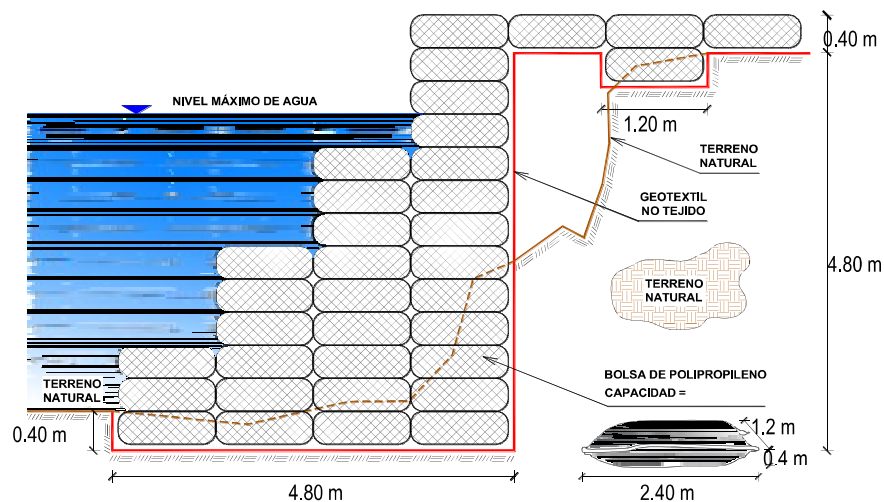 0.40 m
NIVEL MÁXIMO DE AGUA
1.20 m
TERRENO
NATURAL
GEOTEXTIL
NO TEJIDO
4.80 m
TERRENO
NATURAL
BOLSA DE POLIPROPILENO
CAPACIDAD =
TERRENO
NATURAL
0.40 m
1.2 m
0.4 m
4.80 m
2.40 m